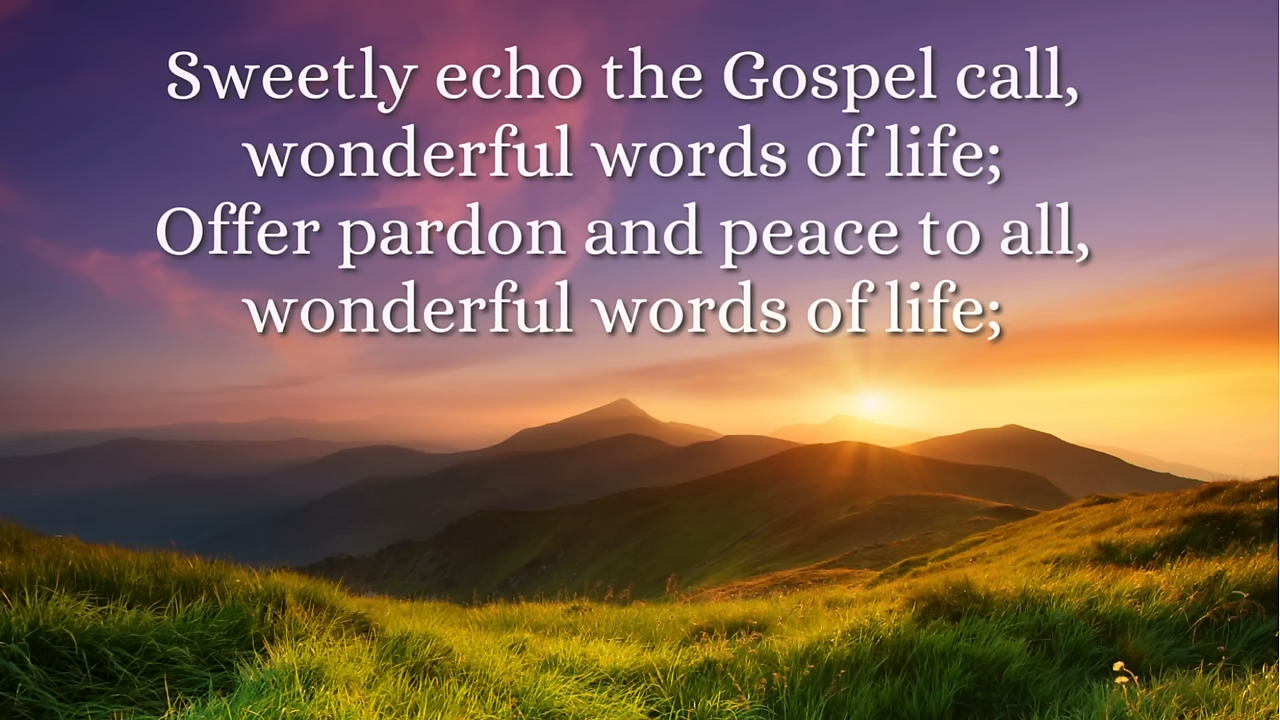 Sweetly echo the Gospel call,
wonderful words of life;
Offer pardon and peace to all,
wonderful words of life;